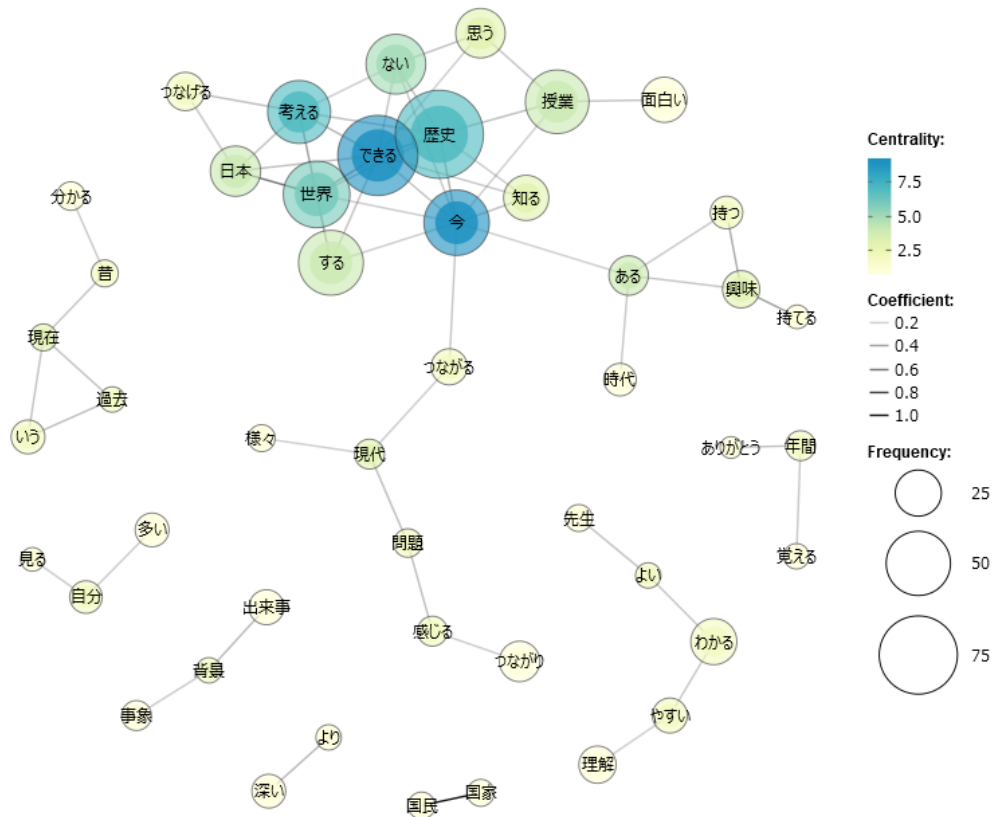 思う
ない
つなげる
考える
歴史
授業
面白い
できる
日本
世界
知る
今
する
分かる
昔
現在
過去
いう
ある
持つ
興味
持てる
時代
つながる
様々
現代
問題
感じる
つながり
ありがとう
年間
覚える
先生
よい
わかる
やすい
理解
多い
見る
自分
出来事
背景
事象
より
深い
国民
国家
Centrality:
7.5
5.0
2.5
Coefficient:
0.2
0.4
0.6
0.8
1.0
Frequency:
25
50
75